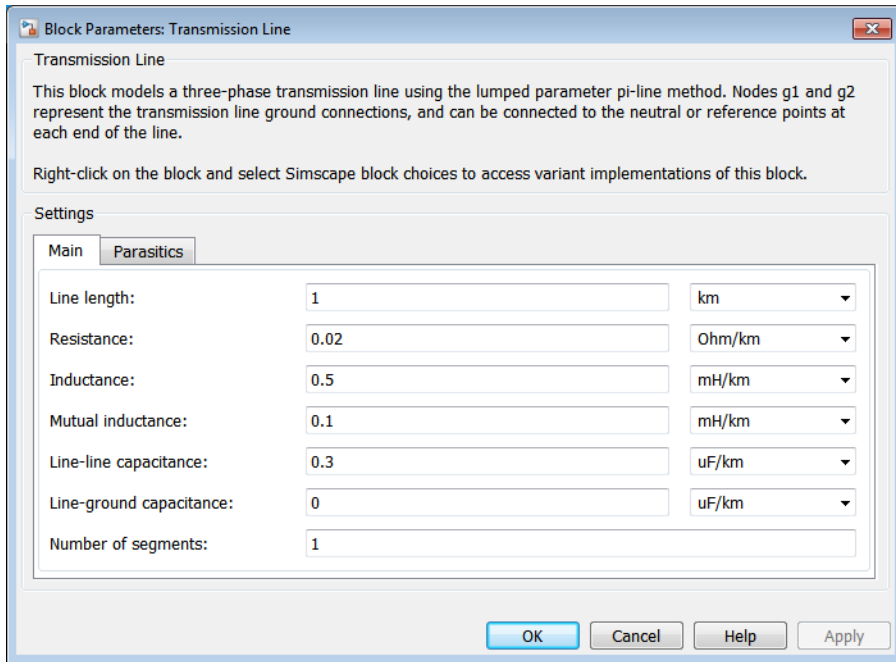 Block Parameters: Transmission Line
Transmission Line
This block models a three-phase transmission line using the lumped parameter pi-line method. Nodes g1 and g2
represent the transmission line ground connections, and can be connected to the neutral or reference points at
each end of the line.
Right-click on the block and select Simscape block choices to access variant implementations of this block.
Settings
Main Parasitics
Line length: 1 km
Resistance: 0.02 Ohm/km
Inductance: 0.5 mH/km
Mutual inductance: 0.1 mH/km
Line-line capacitance: 0.3 uF/km
Line-ground capacitance: 0 uF/km
Number of segments: 1
OK Cancel Help Apply